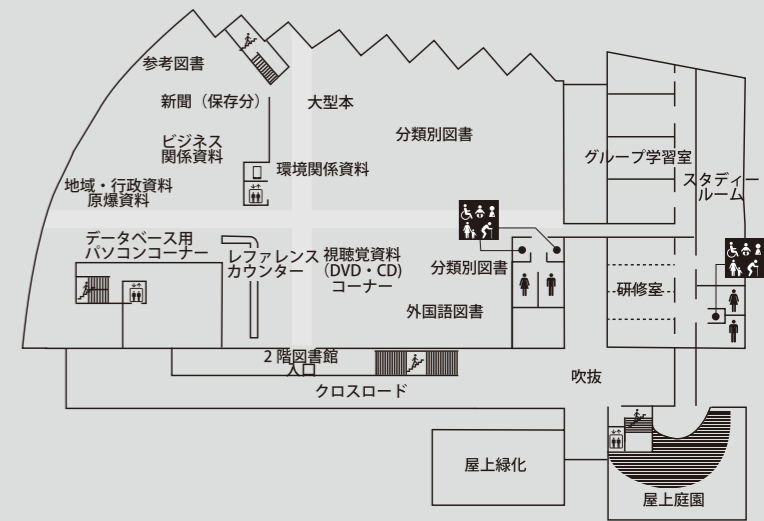 参考図書
新聞（保存分）
大型本
ビジネス
関係資料
分類別図書
環境関係資料
グループ学習室
スタディー
ルーム
地域・行政資料
原爆資料
データベース用
パソコンコーナー
レファレンス
カウンター
視聴覚資料
（DVD・CD)
コーナー
分類別図書
外国語図書
研修室
2階図書館
入口
クロスロード
吹抜
屋上緑化
屋上庭園